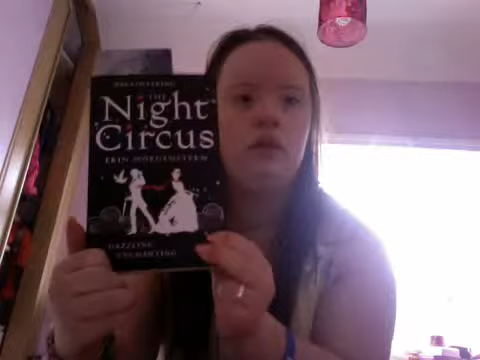 THE
Night
Circus
ERIN MORGENSTERN
DAZZLING
ENCHANTING